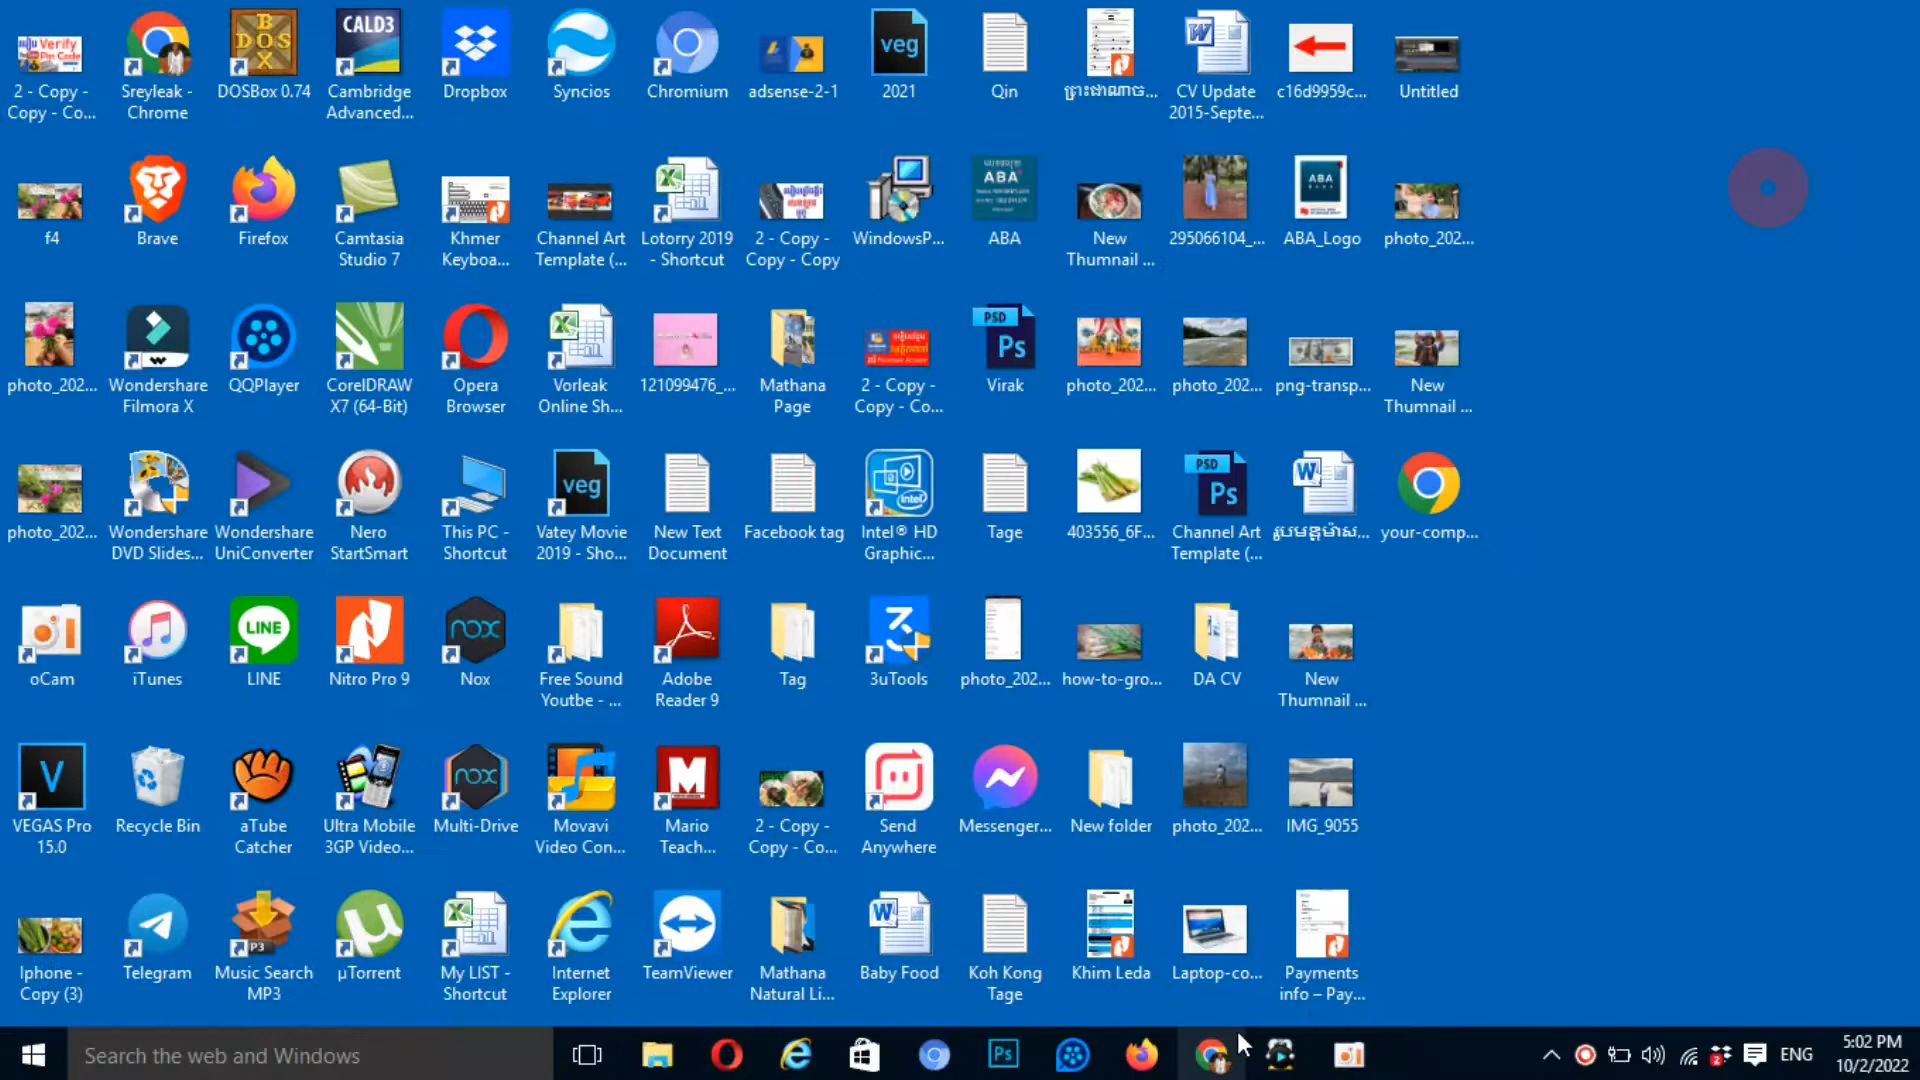 2 - Copy -
Copy - Co...
Sreyleak -
Chrome
DOSBox 0.74
Cambridge
Advanced...
Dropbox
Syncios
Chromium
adsense-2-1
2021
Qin
ព្រះរាជាណាច...
CV Update
2015-Septe...
c16d9959c...
Untitled
f4
Brave
Firefox
Camtasia
Studio 7
Khmer
Keyboa...
Channel Art
Template (...
Lotorry 2019
- Shortcut
2 - Copy -
Copy - Copy
WindowsP...
ABA
New
Thumnail ...
295066104_...
ABA_Logo
photo_202...
photo_202...
Wondershare
Filmora X
QQPlayer
CorelDRAW
X7 (64-Bit)
Opera
Browser
Vorleak
Online Sh...
121099476_...
Mathana
Page
2 - Copy -
Copy - Co...
Virak
photo_202...
photo_202...
png-transp...
New
Thumnail ...
photo_202...
Wondershare
DVD Slides...
Wondershare
UniConverter
Nero
StartSmart
This PC -
Shortcut
Vatey Movie
2019 - Sho...
New Text
Document
Facebook tag
Intel® HD
Graphic...
Tage
403556_6F...
Channel Art
Template (...
រូបមន្តម៉ាស...
your-comp...
oCam
iTunes
LINE
Nitro Pro 9
Nox
Free Sound
Youtbe - ...
Adobe
Reader 9
Tag
3uTools
photo_202...
how-to-gro...
DA CV
New
Thumnail ...
VEGAS Pro
15.0
Recycle Bin
aTube
Catcher
Ultra Mobile
3GP Video...
Multi-Drive
Movavi
Video Con...
Mario
Teach...
2 - Copy -
Copy - Co...
Send
Anywhere
Messenger...
New folder
photo_202...
IMG_9055
Iphone -
Copy (3)
Telegram
Music Search
MP3
µTorrent
My LIST -
Shortcut
Internet
Explorer
TeamViewer
Mathana
Natural Li...
Baby Food
Koh Kong
Tage
Khim Leda
Laptop-co...
Payments
info – Pay...
Search the web and Windows
ENG
5:02 PM
10/2/2022